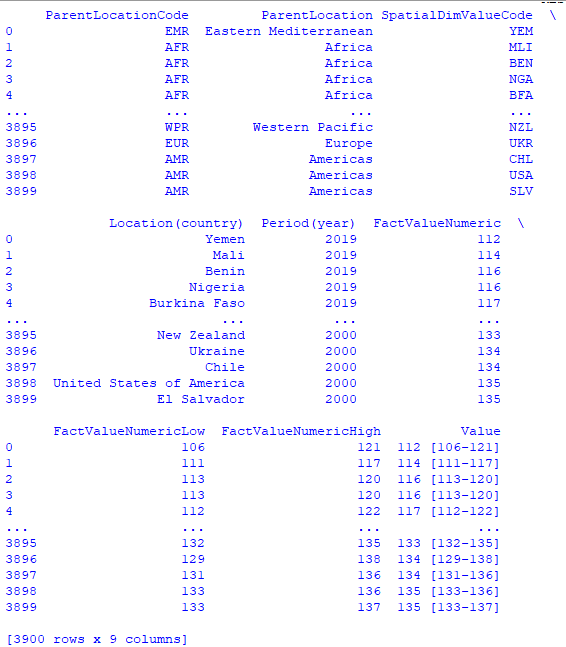 ParentLocationCode ParentLocation SpatialDimValueCode \
0 EMR Eastern Mediterranean YEM
1 AFR Africa MLI
2 AFR Africa BEN
3 AFR Africa NGA
4 AFR Africa BFA
... ... ... ...
3895 WPR Western Pacific NZL
3896 EUR Europe UKR
3897 AMR Americas CHL
3898 AMR Americas USA
3899 AMR Americas SLV
Location(country) Period(year) FactValueNumeric \
0 Yemen 2019 112
1 Mali 2019 114
2 Benin 2019 116
3 Nigeria 2019 116
4 Burkina Faso 2019 117
... ... ... ...
3895 New Zealand 2000 133
3896 Ukraine 2000 134
3897 Chile 2000 134
3898 United States of America 2000 135
3899 El Salvador 2000 135
FactValueNumericLow FactValueNumericHigh Value
0 106 121 112 [106-121]
1 111 117 114 [111-117]
2 113 120 116 [113-120]
3 113 120 116 [113-120]
4 112 122 117 [112-122]
... ... ... ...
3895 132 135 133 [132-135]
3896 129 138 134 [129-138]
3897 131 136 134 [131-136]
3898 133 136 135 [133-136]
3899 133 137 135 [133-137]
[3900 rows x 9 columns]